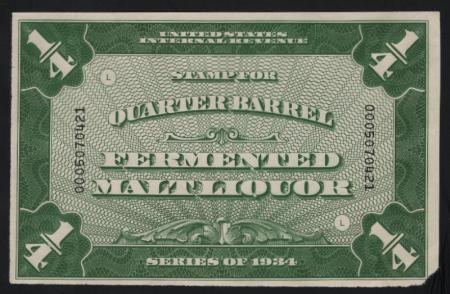 UNITED STATES
INTERNAL REVENUE
1/4
1/4
L
STAMP FOR
QUARTER BARREL
0005070421
0005070421
FERMENTED
MALT LIQUOR
L
1/4
1/4
SERIES OF 1934